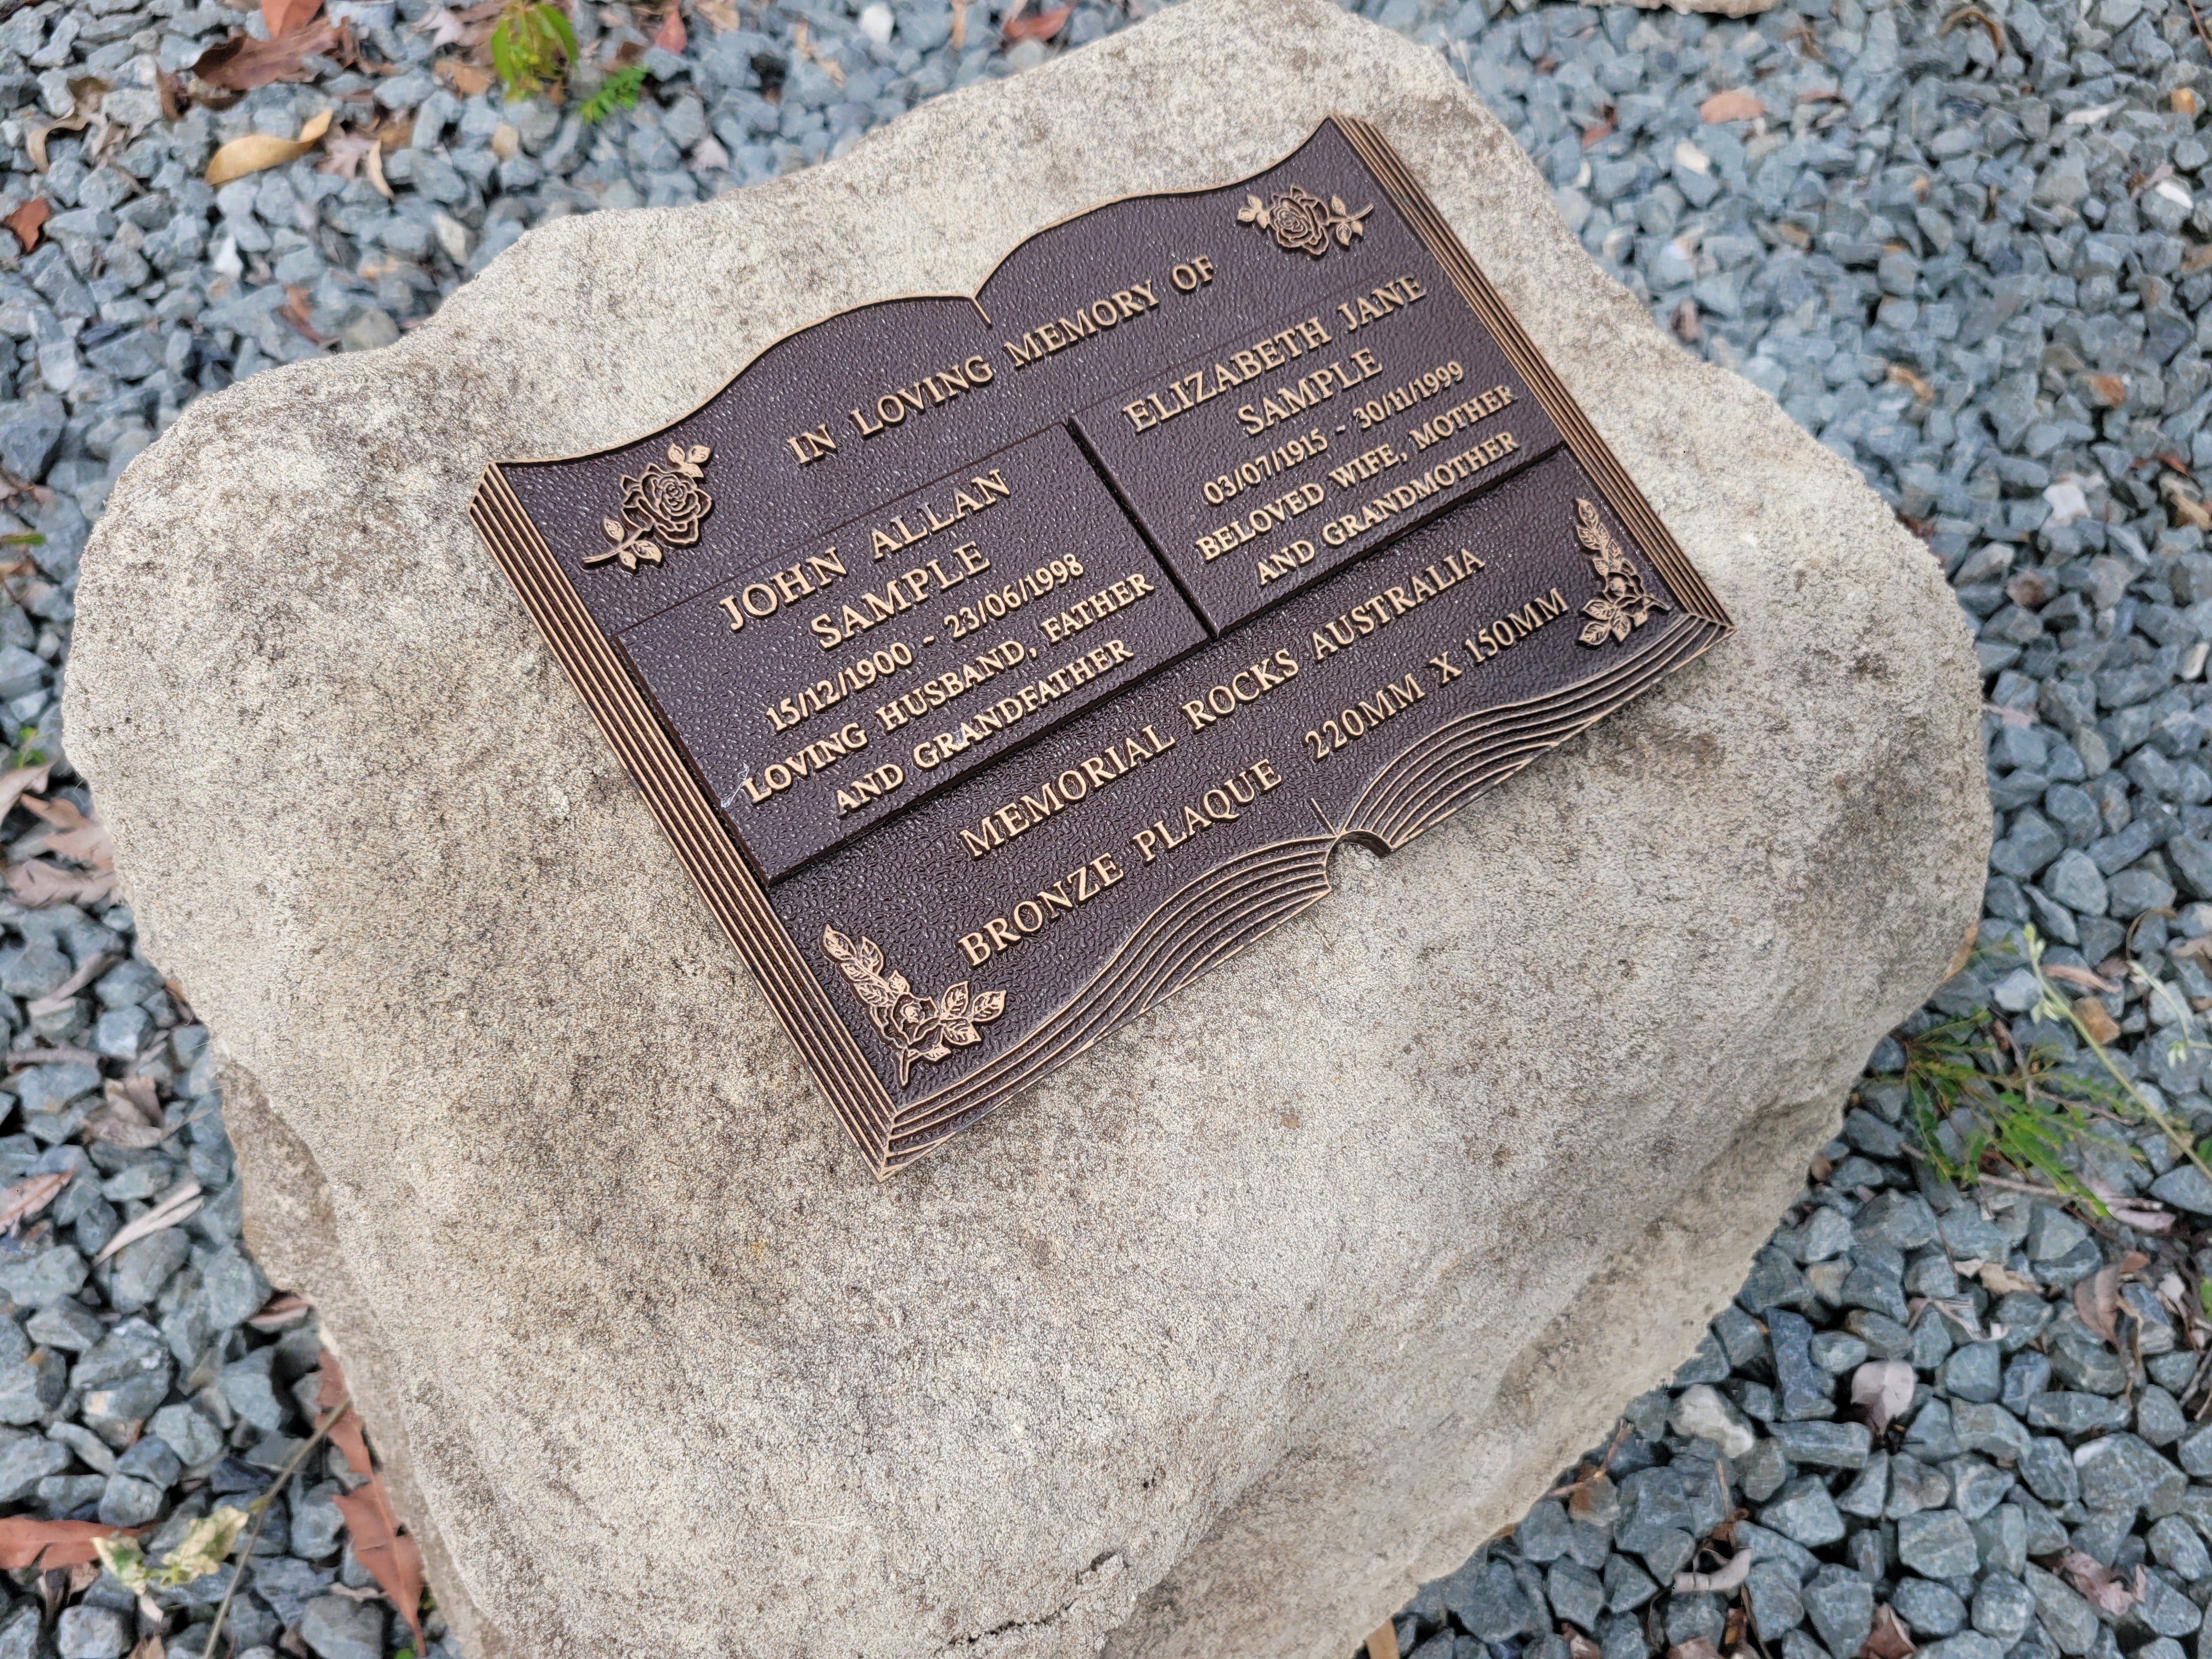 IN LOVING MEMORY OF
JOHN ALLAN
SAMPLE
15/12/1900 - 23/06/1998
LOVING HUSBAND, FATHER
AND GRANDFATHER
ELIZABETH JANE
SAMPLE
03/07/1915 - 30/11/1999
BELOVED WIFE, MOTHER
AND GRANDMOTHER
MEMORIAL ROCKS AUSTRALIA
BRONZE PLAQUE 220MM X 150MM